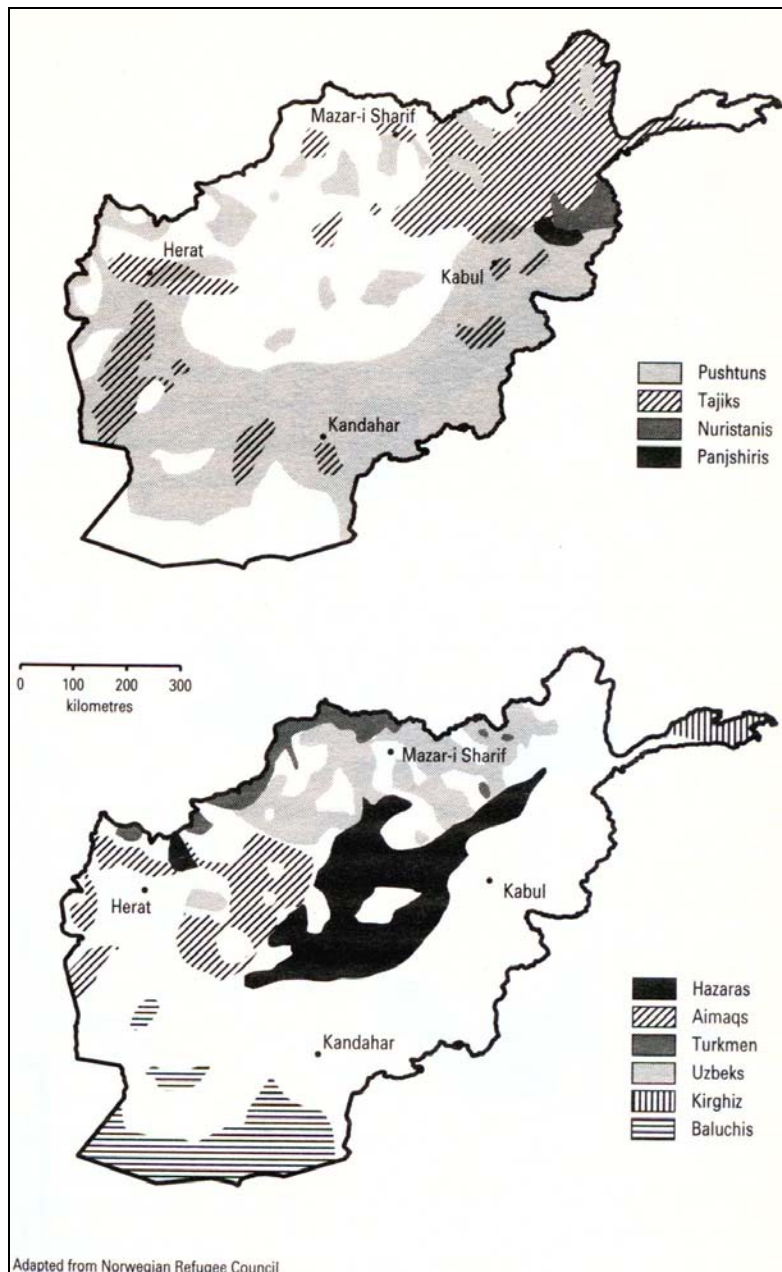 Mazar-i Sharif
Herat
Kabul
Kandahar
Pushtuns
Tajiks
Nuristanis
Panjshiris
0 100 200 300
kilometres
Mazar-i Sharif
Herat
Kabul
Kandahar
Hazaras
Aimaqs
Turkmen
Uzbeks
Kirghiz
Baluchis
Adapted from Norwegian Refugee Council